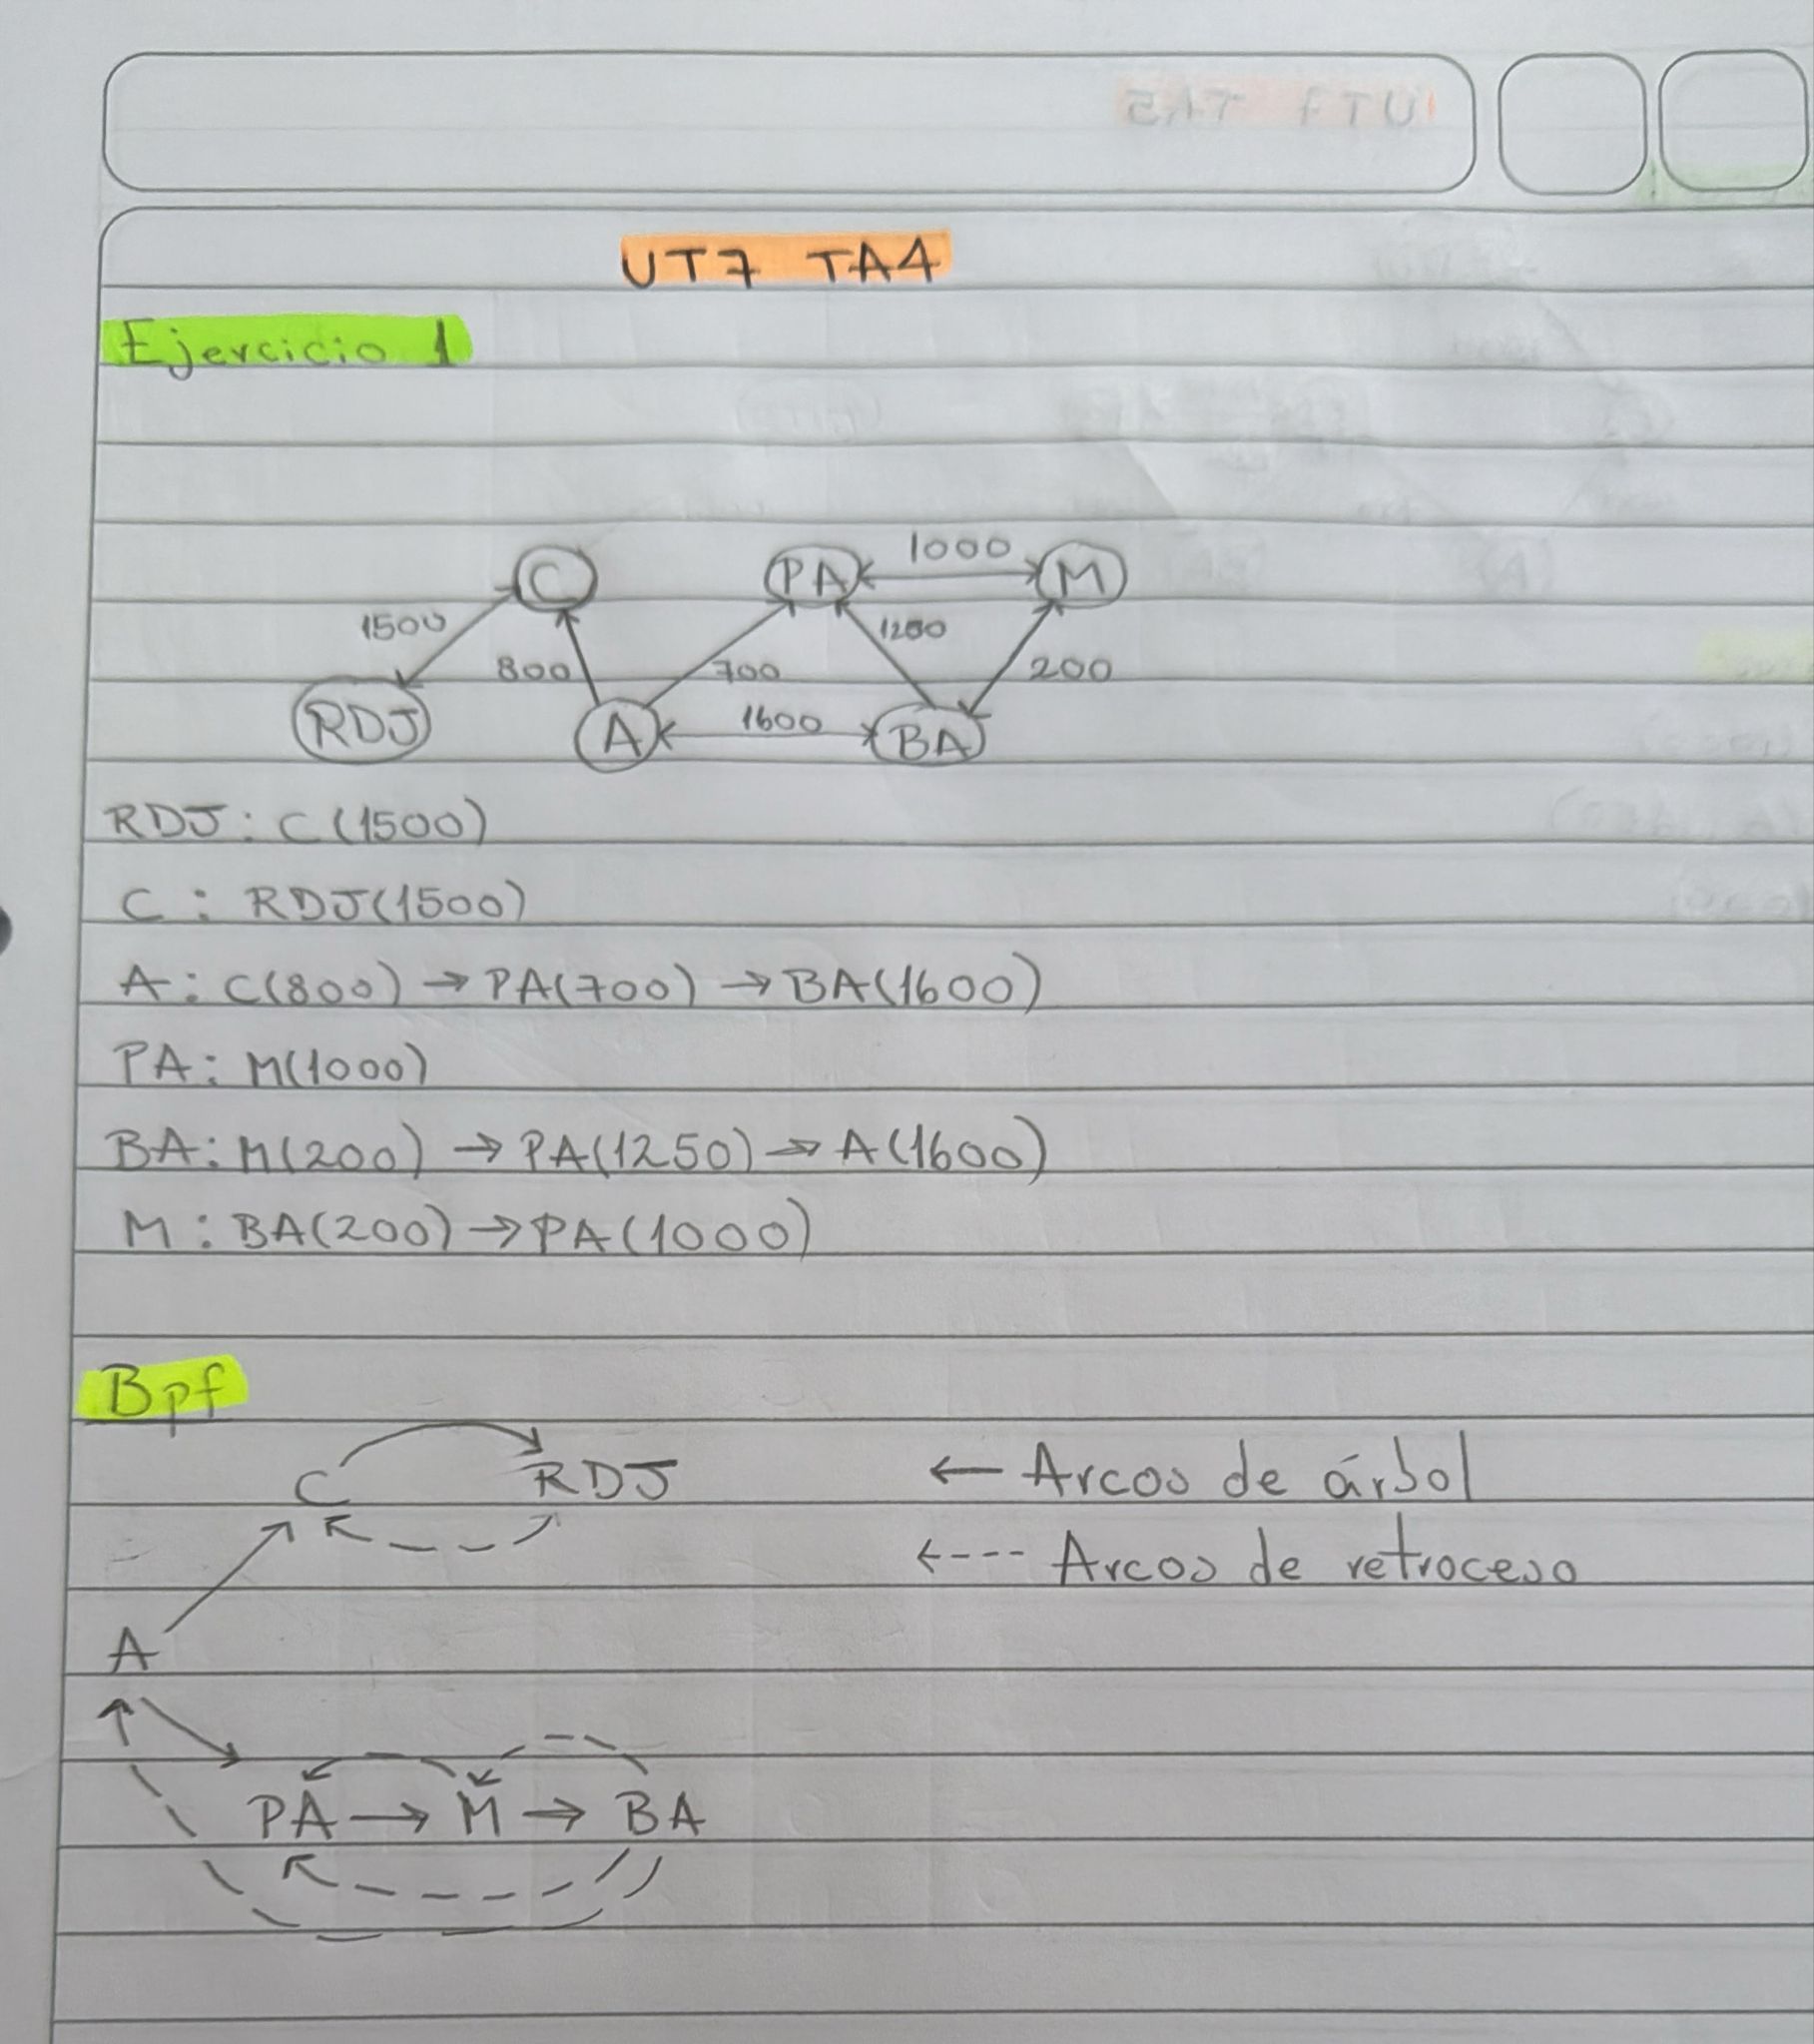 UT7 TA4
Ejercicio 1
C PA 1000 M
1500 1250
800 700 200
RDJ A 1600 BA
RDJ: C(1500)
C: RDJ(1500)
A: C(800) → PA(700) → BA(1600)
PA: M(1000)
BA: M(200) → PA(1250) → A(1600)
M: BA(200) → PA(1000)
Bpf
C RDJ ← Arcos de árbol
←--- Arcos de retroceso
A
PA → M → BA